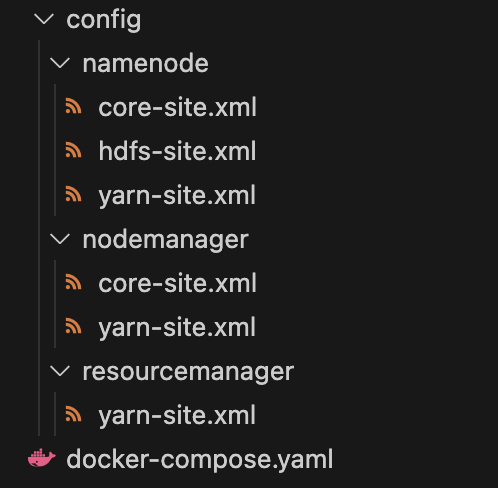 config
namenode
core-site.xml
hdfs-site.xml
yarn-site.xml
nodemanager
core-site.xml
yarn-site.xml
resourcemanager
yarn-site.xml
docker-compose.yaml